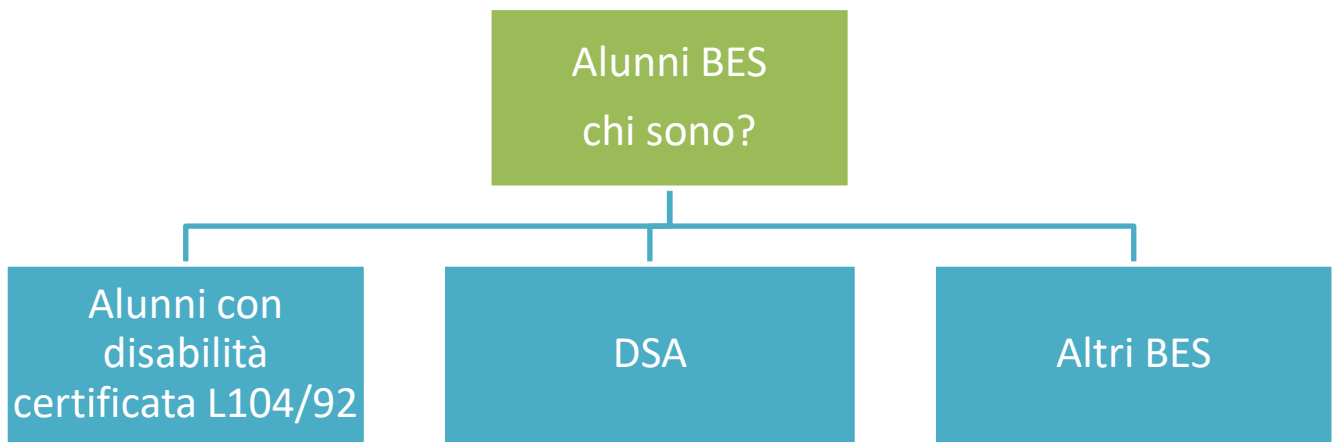 Alunni BES
chi sono?
Alunni con
disabilità
certificata L104/92
DSA
Altri BES